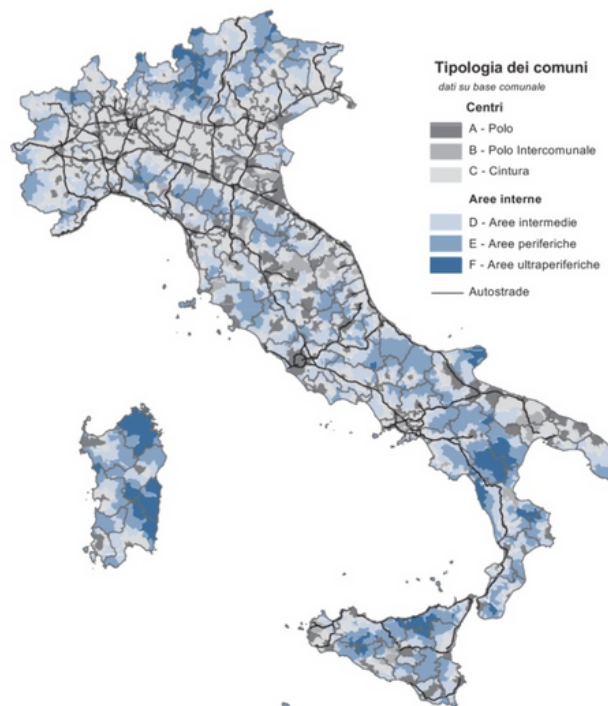 Tipologia dei comuni
dati su base comunale
Centri
A - Polo
B - Polo Intercomunale
C - Cintura
Aree interne
D - Aree intermedie
E - Aree periferiche
F - Aree ultraperiferiche
Autostrade